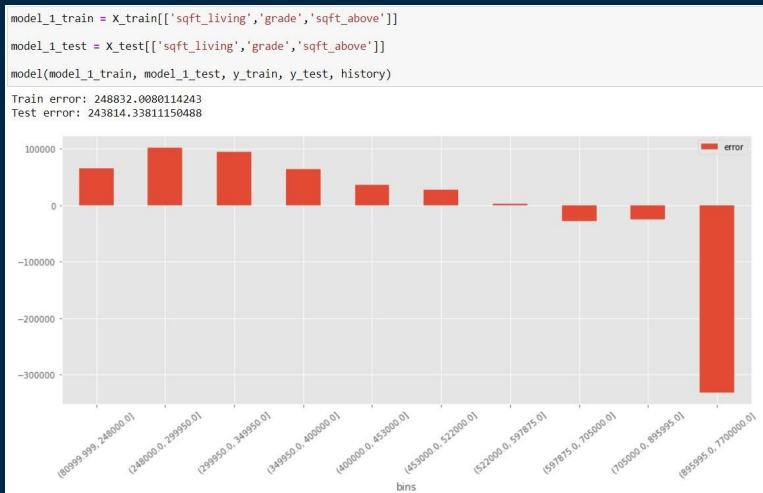 model_1_train = X_train[['sqft_living','grade','sqft_above']]
model_1_test = X_test[['sqft_living','grade','sqft_above']]
model(model_1_train, model_1_test, y_train, y_test, history)
Train error: 248832.0080114243
Test error: 243814.33811150488
error
100000
0
−100000
−200000
−300000
(80999.999, 248000.0]
(248000.0, 299950.0]
(299950.0, 349950.0]
(349950.0, 400000.0]
(400000.0, 453000.0]
(453000.0, 522000.0]
(522000.0, 597875.0]
(597875.0, 705000.0]
(705000.0, 895995.0]
(895995.0, 7700000.0]
bins